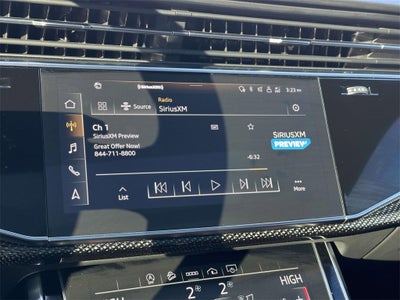 SiriusXM
3:23
Source
Radio
SiriusXM
Ch 1
SiriusXM Preview
Great Offer Now!
844-711-8800
SiriusXM
PREVIEW
-6:32
List
More
HIGH
2
2
HIGH